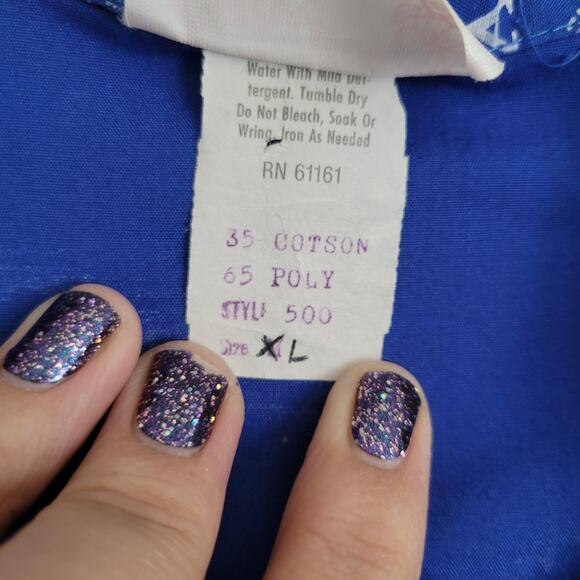 Water With Mild Det-
tergent. Tumble Dry
Do Not Bleach, Soak Or
Wring, Iron As Needed
RN 61161
35 COTSON
65 POLY
STYLE 500
Size XL